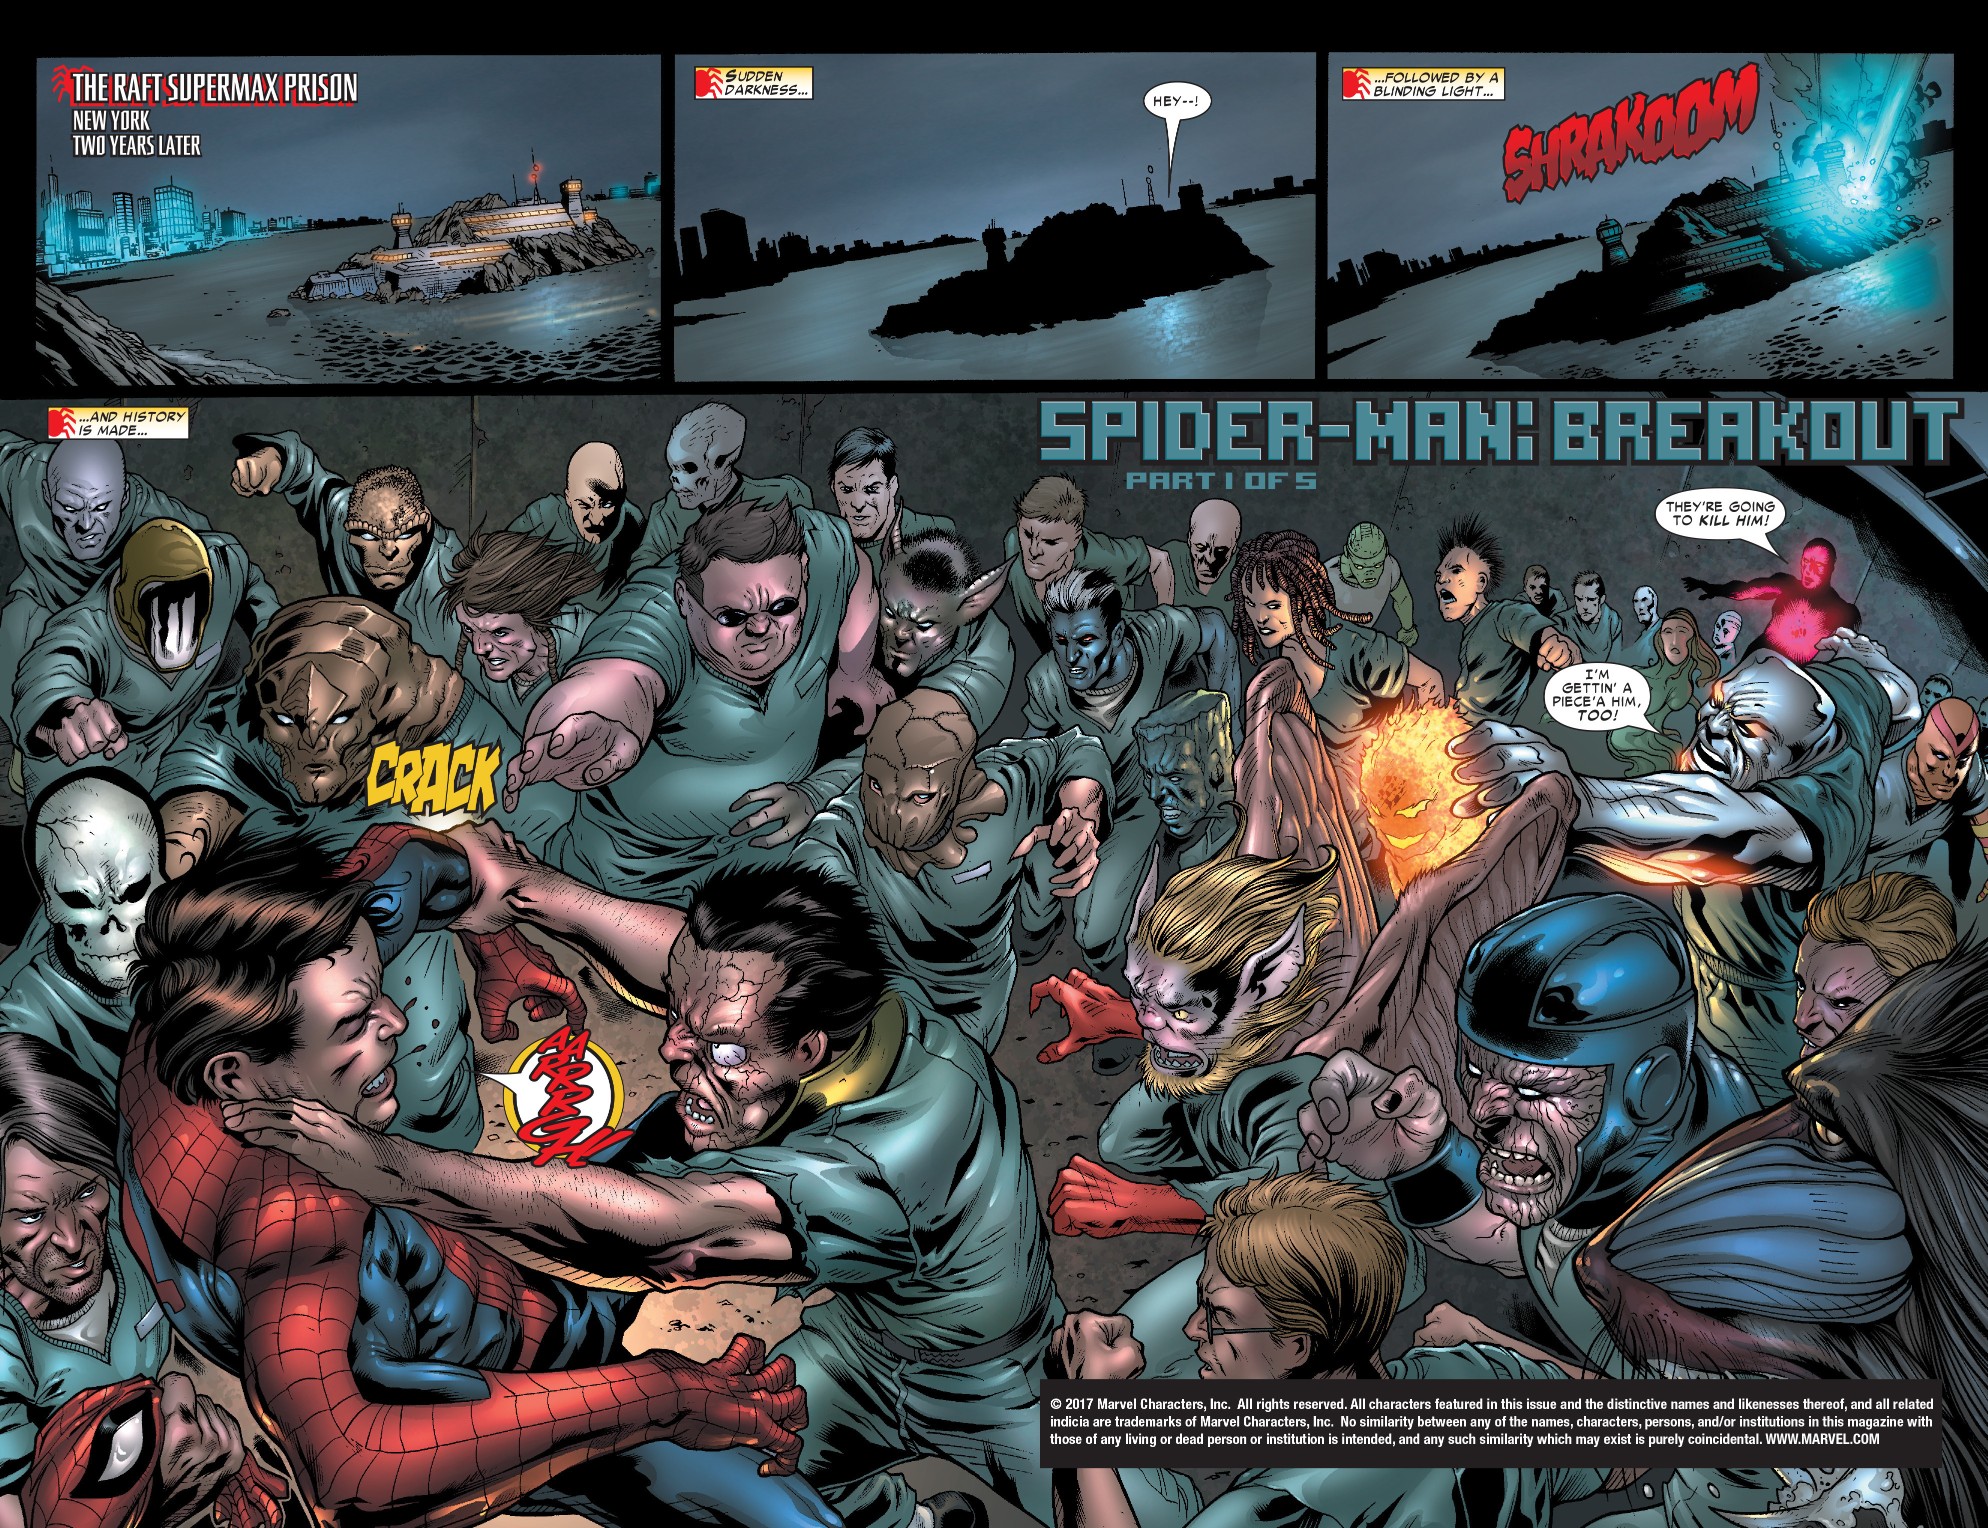 THE RAFT SUPERMAX PRISON
NEW YORK
TWO YEARS LATER
SUDDEN
DARKNESS...
HEY--!
...FOLLOWED BY A
BLINDING LIGHT...
SHRAKOOM
...AND HISTORY
IS MADE...
SPIDER-MAN: BREAKOUT
PART 1 OF 5
THEY'RE GOING
TO KILL HIM!
I'M
GETTIN' A
PIECE'A HIM,
TOO!
CRACK
AARRRGH
© 2017 Marvel Characters, Inc. All rights reserved. All characters featured in this issue and the distinctive names and likenesses thereof, and all related
indicia are trademarks of Marvel Characters, Inc. No similarity between any of the names, characters, persons, and/or institutions in this magazine with
those of any living or dead person or institution is intended, and any such similarity which may exist is purely coincidental. WWW.MARVEL.COM